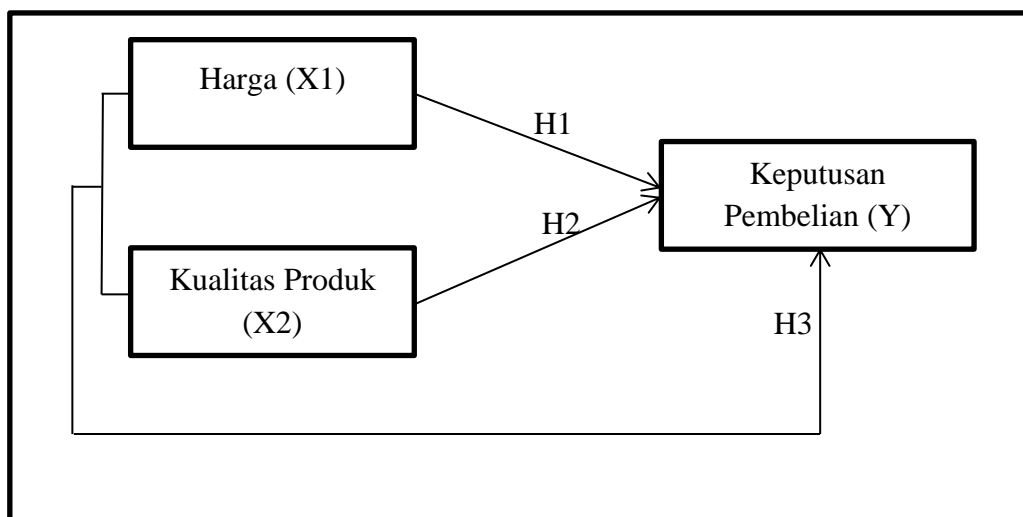 Harga (X1)
H1
Keputusan
Pembelian (Y)
H2
Kualitas Produk
(X2)
H3